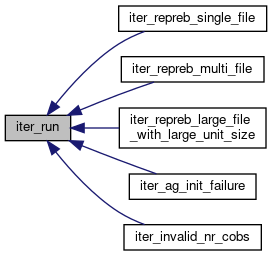 iter_repreb_single_file
iter_repreb_multi_file
iter_run
iter_repreb_large_file
_with_large_unit_size
iter_ag_init_failure
iter_invalid_nr_cobs